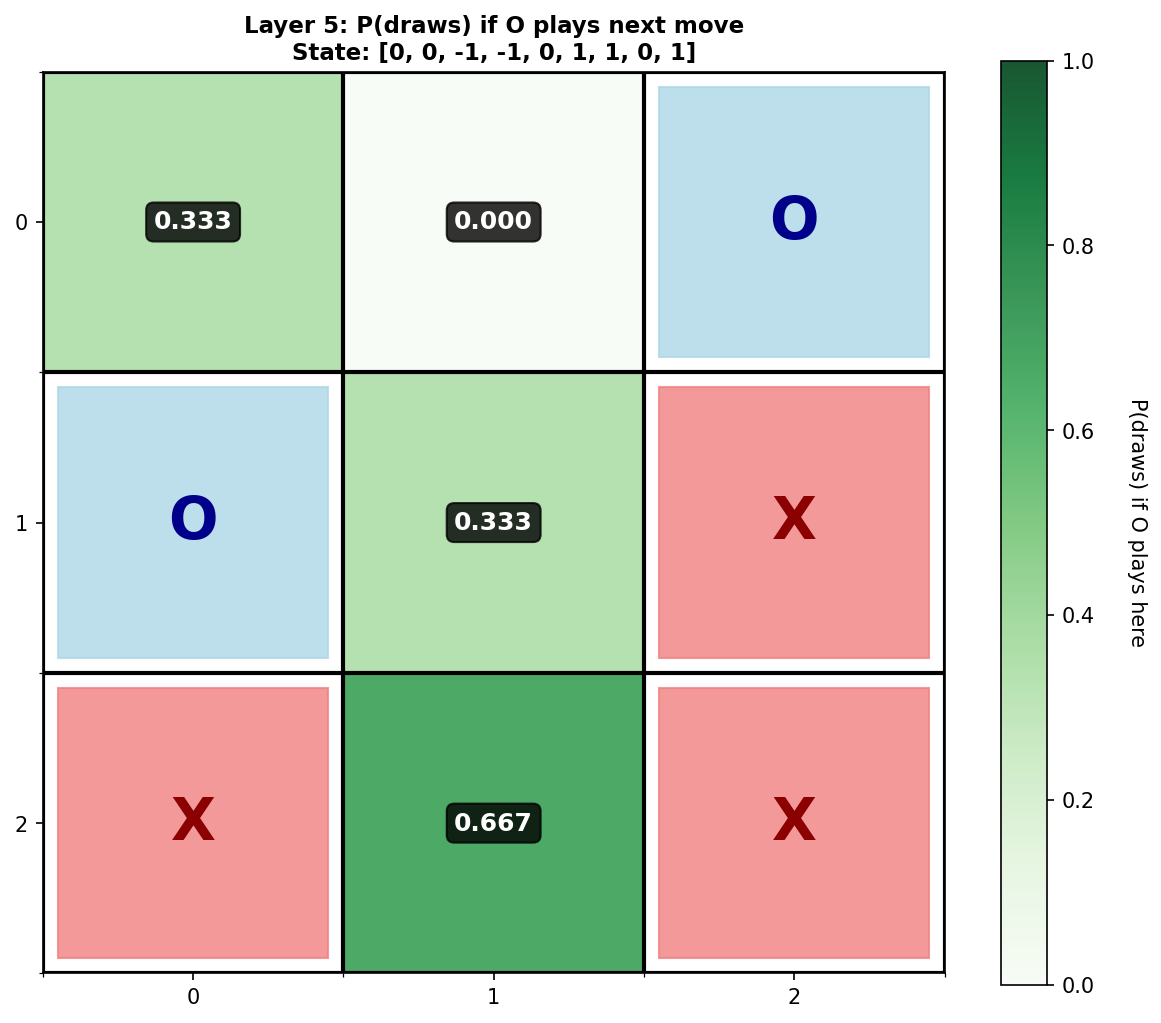 Layer 5: P(draws) if O plays next move
State: [0, 0, -1, -1, 0, 1, 1, 0, 1]
0.333
0.000
O
O
0.333
X
X
0.667
X
0
1
2
0
1
2
1.0
0.8
0.6
0.4
0.2
0.0
P(draws) if O plays here